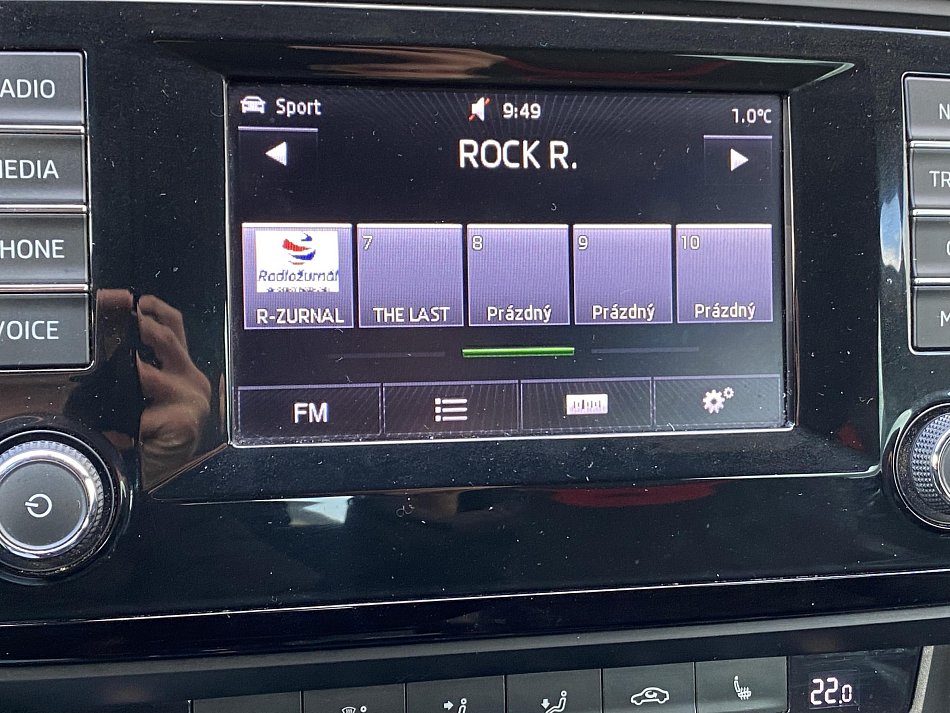 ADIO
MEDIA
HONE
VOICE
Sport
9:49
1.0°C
ROCK R.
Radiožurnál
7
8
9
10
R-ZURNAL
THE LAST
Prázdný
Prázdný
Prázdný
FM
N
TR
22.0